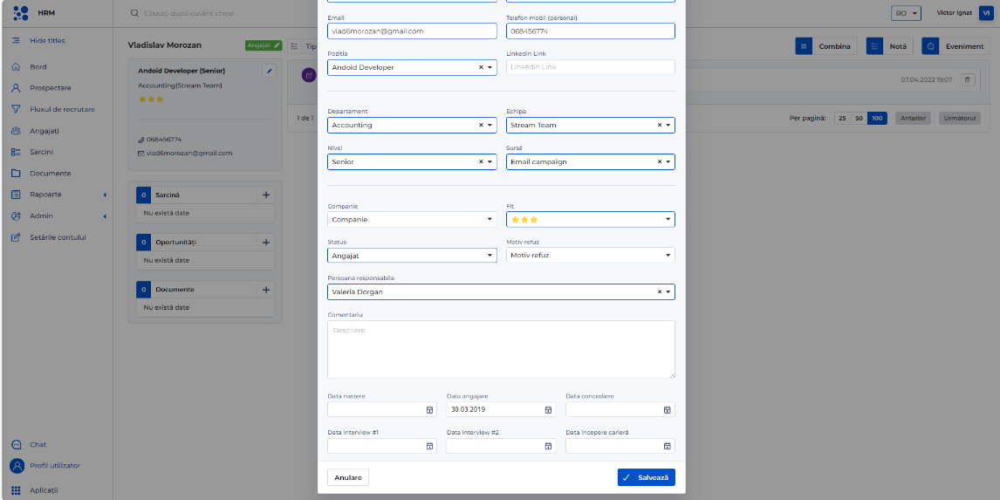 HRM
Căutați după cuvânt cheie
RO
Victor Ignat
VI
Hide titles
Bord
Prospectare
Fluxul de recrutare
Angajați
Sarcini
Documente
Rapoarte
Admin
Setările contului
Chat
Profil utilizator
Aplicații
Vladislav Morozan
Angajat
Andoid Developer (Senior)
Accounting(Stream Team)
068456774
vlad6morozan@gmail.com
0 Sarcină
Nu există date
0 Oportunități
Nu există date
0 Documente
Nu există date
Tip
1 de 1
Email
Telefon mobil (personal)
vlad6morozan@gmail.com
068456774
Pozitia
Linkedin Link
Andoid Developer
Linkedin Link
Departament
Echipa
Accounting
Stream Team
Nivel
Sursă
Senior
Email campaign
Companie
Fit
Companie
Status
Motiv refuz
Angajat
Motiv refuz
Persoana responsabila
Valeria Dorgan
Comentariu
Descriere
Data nastere
Data angajare
Data concediere
30.03.2019
Data interview #1
Data interview #2
Data începere carieră
Anulare
Salvează
Combina
Notă
Eveniment
07.04.2022 19:07
Per pagină:
25
50
100
Anterior
Următorul